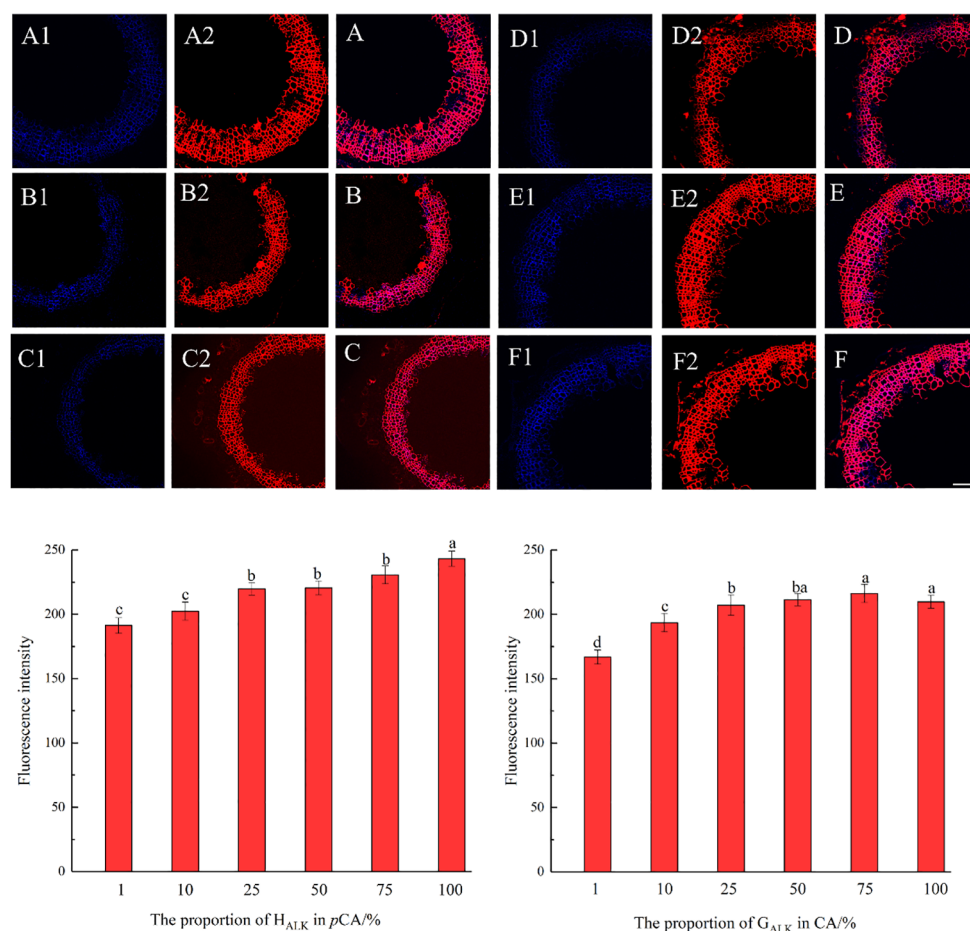 A1 A2 A D1 D2 D
B1 B2 B E1 E2 E
C1 C2 C F1 F2 F
250
200
150
100
50
0
Fluorescence intensity
c c b b b a
1 10 25 50 75 100
The proportion of H_ALK in pCA/%
250
200
150
100
50
0
Fluorescence intensity
d c b ba a a
1 10 25 50 75 100
The proportion of G_ALK in CA/%